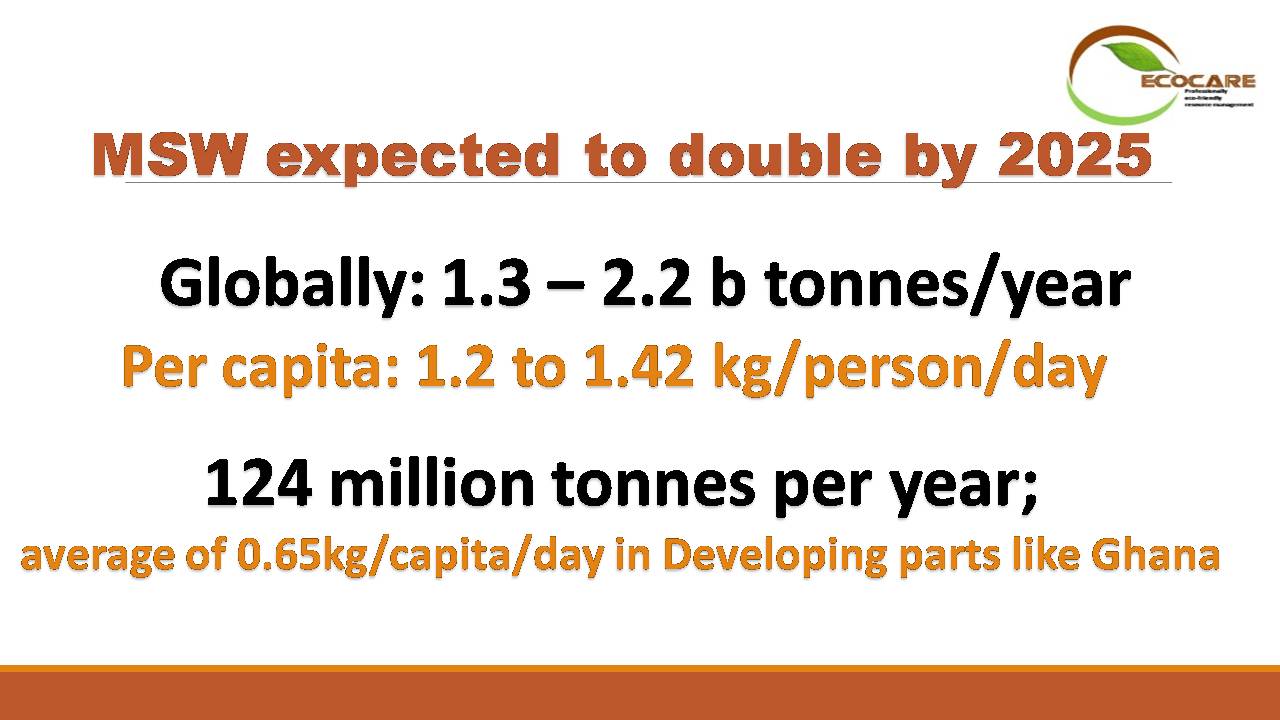 ECOCARE
Professionally
eco-friendly
resource management
MSW expected to double by 2025
Globally: 1.3 – 2.2 b tonnes/year
Per capita: 1.2 to 1.42 kg/person/day
124 million tonnes per year;
average of 0.65kg/capita/day in Developing parts like Ghana